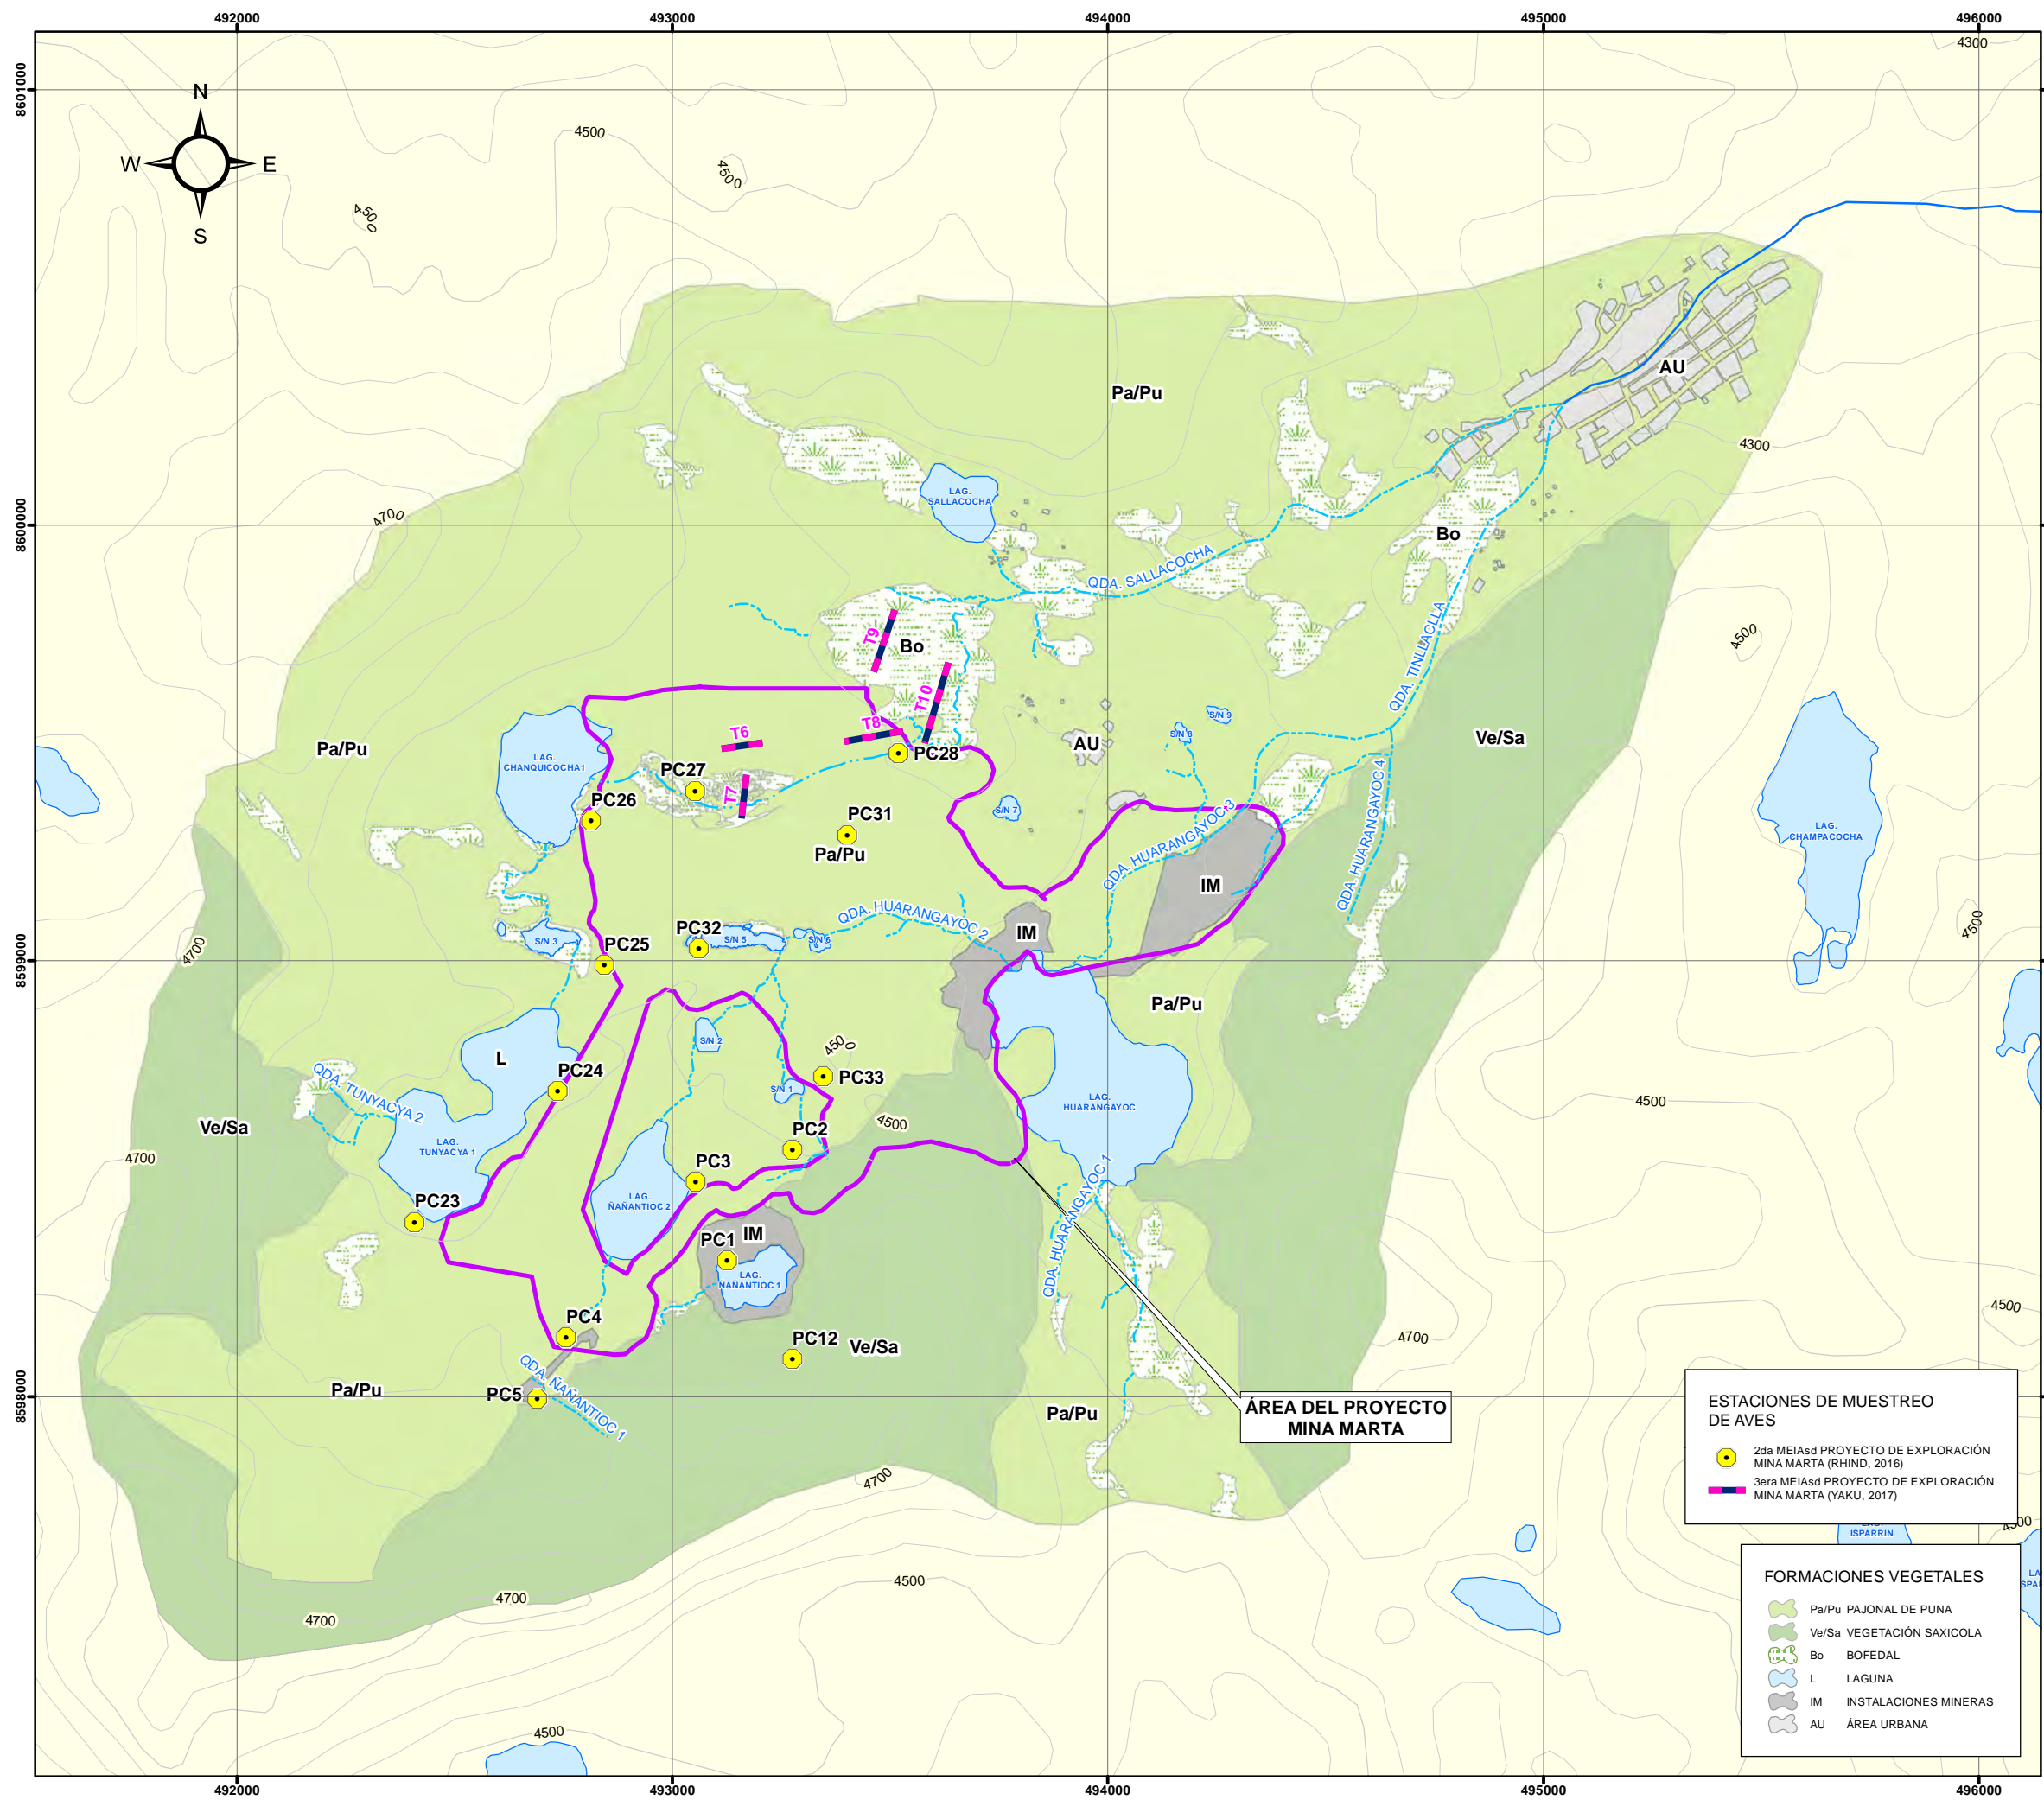 492000
493000
494000
495000
496000
4300
8601000
N
W
E
S
4500
4500
4500
AU
Pa/Pu
4300
LAG.
SALLACOCHA
4700
8600000
Bo
QDA. SALLACOCHA
QDA. TINLLACLLA
T9
Bo
4500
T10
T6
T8
S/N 9
S/N 8
Pa/Pu
AU
Ve/Sa
LAG.
CHANQUICOCHA1
PC28
PC27
T7
PC26
S/N 7
PC31
Pa/Pu
QDA. HUARANGAYOC 3
QDA. HUARANGAYOC 4
LAG.
CHAMPACOCHA
IM
QDA. HUARANGAYOC 2
4500
IM
PC32
S/N 3
S/N 5
S/N 6
PC25
4700
8599000
Pa/Pu
S/N 2
4500
L
PC24
PC33
S/N 1
LAG.
HUARANGAYOC
4500
QDA. TUNYACYA 2
Ve/Sa
4500
PC2
LAG.
TUNYACYA 1
4700
PC3
LAG.
ÑAÑANTIOC 2
QDA. HUARANGAYOC 1
PC23
IM
PC1
LAG.
ÑAÑANTIOC 1
4500
PC4
PC12
Ve/Sa
4700
QDA. ÑAÑANTIOC 1
Pa/Pu
PC5
8598000
Pa/Pu
ÁREA DEL PROYECTO
MINA MARTA
4700
ESTACIONES DE MUESTREO
DE AVES
2da MEIAsd PROYECTO DE EXPLORACIÓN
MINA MARTA (RHIND, 2016)
3era MEIAsd PROYECTO DE EXPLORACIÓN
MINA MARTA (YAKU, 2017)
4500
ISPARRIN
4500
4700
4700
LA
FORMACIONES VEGETALES
Pa/Pu PAJONAL DE PUNA
Ve/Sa VEGETACIÓN SAXICOLA
Bo BOFEDAL
L LAGUNA
IM INSTALACIONES MINERAS
AU ÁREA URBANA
4500
492000
493000
494000
495000
496000